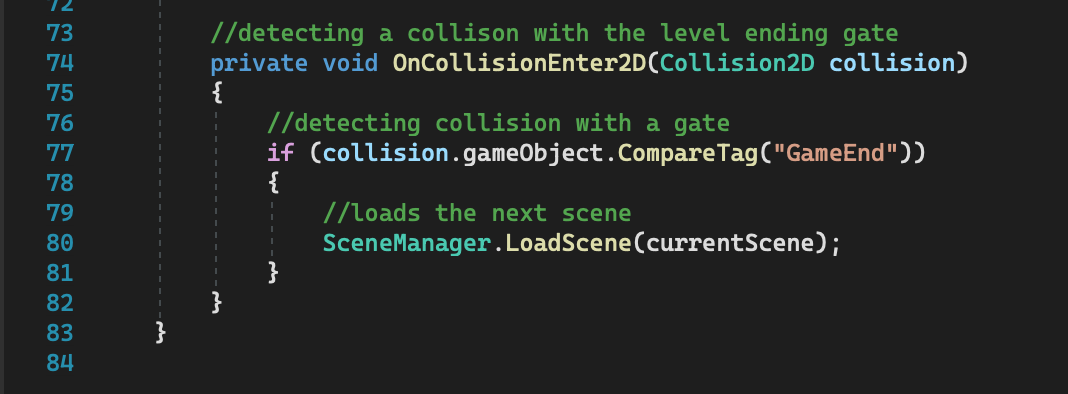 72
73 //detecting a collison with the level ending gate
74 private void OnCollisionEnter2D(Collision2D collision)
75 {
76 //detecting collision with a gate
77 if (collision.gameObject.CompareTag("GameEnd"))
78 {
79 //loads the next scene
80 SceneManager.LoadScene(currentScene);
81 }
82 }
83 }
84